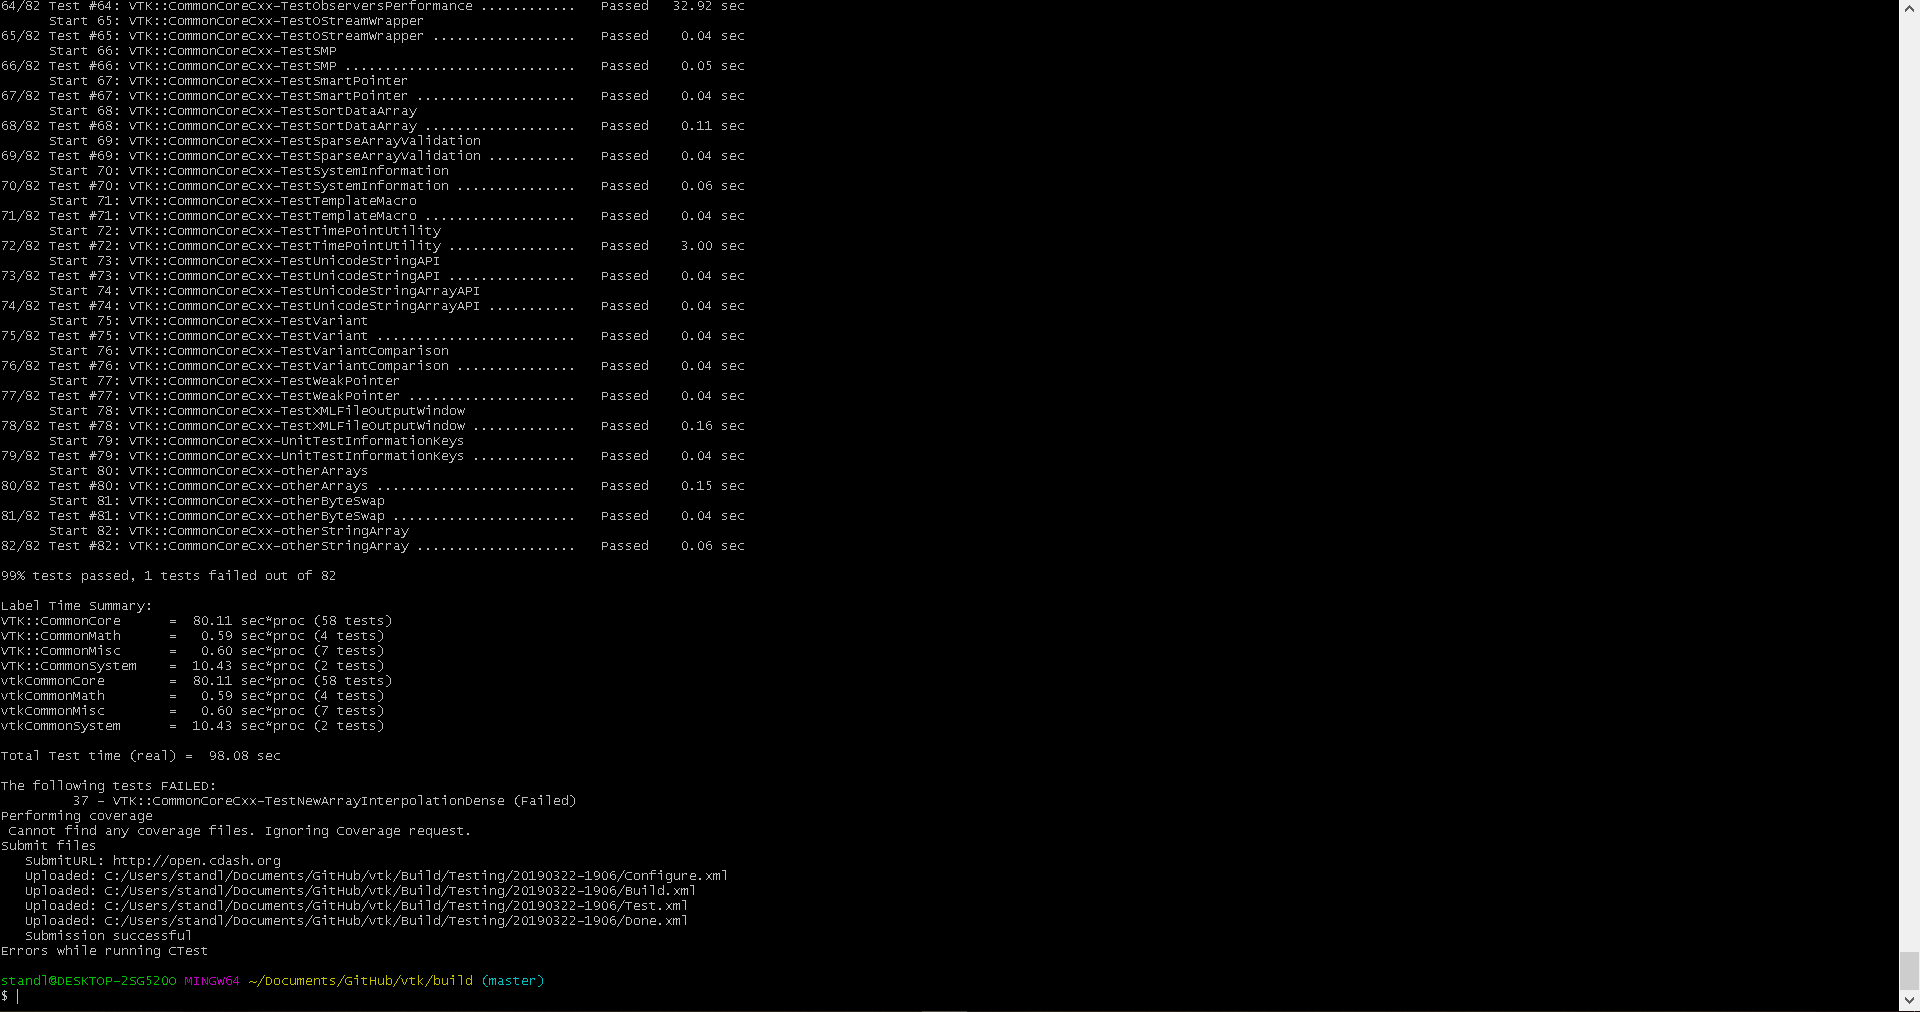 64/82 Test #64: VTK::CommonCoreCxx-TestObserversPerformance ............   Passed   32.92 sec
      Start 65: VTK::CommonCoreCxx-TestOStreamWrapper
65/82 Test #65: VTK::CommonCoreCxx-TestOStreamWrapper ..................   Passed    0.04 sec
      Start 66: VTK::CommonCoreCxx-TestSMP
66/82 Test #66: VTK::CommonCoreCxx-TestSMP .............................   Passed    0.05 sec
      Start 67: VTK::CommonCoreCxx-TestSmartPointer
67/82 Test #67: VTK::CommonCoreCxx-TestSmartPointer ....................   Passed    0.04 sec
      Start 68: VTK::CommonCoreCxx-TestSortDataArray
68/82 Test #68: VTK::CommonCoreCxx-TestSortDataArray ...................   Passed    0.11 sec
      Start 69: VTK::CommonCoreCxx-TestSparseArrayValidation
69/82 Test #69: VTK::CommonCoreCxx-TestSparseArrayValidation ...........   Passed    0.04 sec
      Start 70: VTK::CommonCoreCxx-TestSystemInformation
70/82 Test #70: VTK::CommonCoreCxx-TestSystemInformation ...............   Passed    0.06 sec
      Start 71: VTK::CommonCoreCxx-TestTemplateMacro
71/82 Test #71: VTK::CommonCoreCxx-TestTemplateMacro ...................   Passed    0.04 sec
      Start 72: VTK::CommonCoreCxx-TestTimePointUtility
72/82 Test #72: VTK::CommonCoreCxx-TestTimePointUtility ................   Passed    3.00 sec
      Start 73: VTK::CommonCoreCxx-TestUnicodeStringAPI
73/82 Test #73: VTK::CommonCoreCxx-TestUnicodeStringAPI ................   Passed    0.04 sec
      Start 74: VTK::CommonCoreCxx-TestUnicodeStringArrayAPI
74/82 Test #74: VTK::CommonCoreCxx-TestUnicodeStringArrayAPI ...........   Passed    0.04 sec
      Start 75: VTK::CommonCoreCxx-TestVariant
75/82 Test #75: VTK::CommonCoreCxx-TestVariant .........................   Passed    0.04 sec
      Start 76: VTK::CommonCoreCxx-TestVariantComparison
76/82 Test #76: VTK::CommonCoreCxx-TestVariantComparison ...............   Passed    0.04 sec
      Start 77: VTK::CommonCoreCxx-TestWeakPointer
77/82 Test #77: VTK::CommonCoreCxx-TestWeakPointer .....................   Passed    0.04 sec
      Start 78: VTK::CommonCoreCxx-TestXMLFileOutputWindow
78/82 Test #78: VTK::CommonCoreCxx-TestXMLFileOutputWindow .............   Passed    0.16 sec
      Start 79: VTK::CommonCoreCxx-UnitTestInformationKeys
79/82 Test #79: VTK::CommonCoreCxx-UnitTestInformationKeys .............   Passed    0.04 sec
      Start 80: VTK::CommonCoreCxx-otherArrays
80/82 Test #80: VTK::CommonCoreCxx-otherArrays .........................   Passed    0.15 sec
      Start 81: VTK::CommonCoreCxx-otherByteSwap
81/82 Test #81: VTK::CommonCoreCxx-otherByteSwap .......................   Passed    0.04 sec
      Start 82: VTK::CommonCoreCxx-otherStringArray
82/82 Test #82: VTK::CommonCoreCxx-otherStringArray ....................   Passed    0.06 sec

99% tests passed, 1 tests failed out of 82

Label Time Summary:
VTK::CommonCore      =  80.11 sec*proc (58 tests)
VTK::CommonMath      =   0.59 sec*proc (4 tests)
VTK::CommonMisc      =   0.60 sec*proc (7 tests)
VTK::CommonSystem    =  10.43 sec*proc (2 tests)
vtkCommonCore        =  80.11 sec*proc (58 tests)
vtkCommonMath        =   0.59 sec*proc (4 tests)
vtkCommonMisc        =   0.60 sec*proc (7 tests)
vtkCommonSystem      =  10.43 sec*proc (2 tests)

Total Test time (real) =  98.08 sec

The following tests FAILED:
         37 - VTK::CommonCoreCxx-TestNewArrayInterpolationDense (Failed)
Performing coverage
 Cannot find any coverage files. Ignoring Coverage request.
Submit files
   SubmitURL: http://open.cdash.org
   Uploaded: C:/Users/standl/Documents/GitHub/vtk/Build/Testing/20190322-1906/Configure.xml
   Uploaded: C:/Users/standl/Documents/GitHub/vtk/Build/Testing/20190322-1906/Build.xml
   Uploaded: C:/Users/standl/Documents/GitHub/vtk/Build/Testing/20190322-1906/Test.xml
   Uploaded: C:/Users/standl/Documents/GitHub/vtk/Build/Testing/20190322-1906/Done.xml
   Submission successful
Errors while running CTest

standl@DESKTOP-2SG52OO MINGW64 ~/Documents/GitHub/vtk/build (master)
$